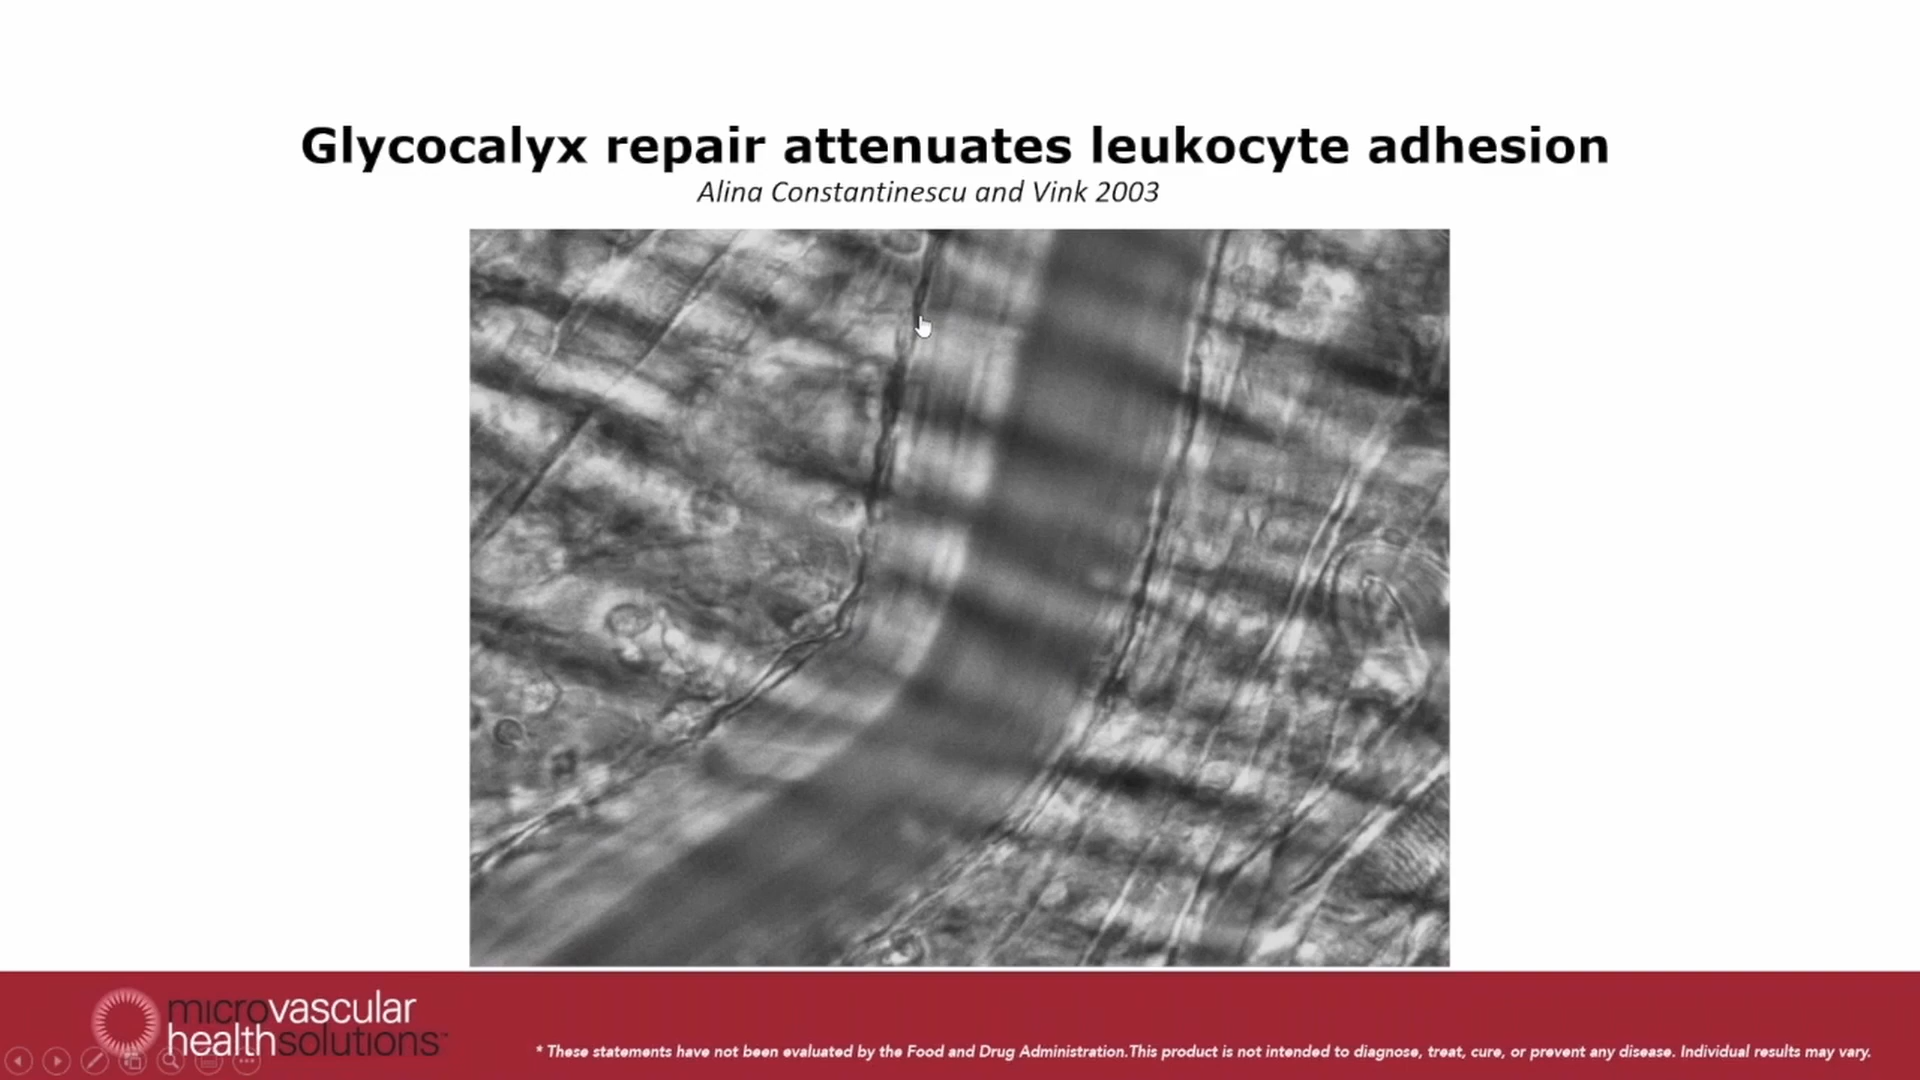 Glycocalyx repair attenuates leukocyte adhesion
Alina Constantinescu and Vink 2003
microvascular
healthsolutions™
* These statements have not been evaluated by the Food and Drug Administration.This product is not intended to diagnose, treat, cure, or prevent any disease. Individual results may vary.